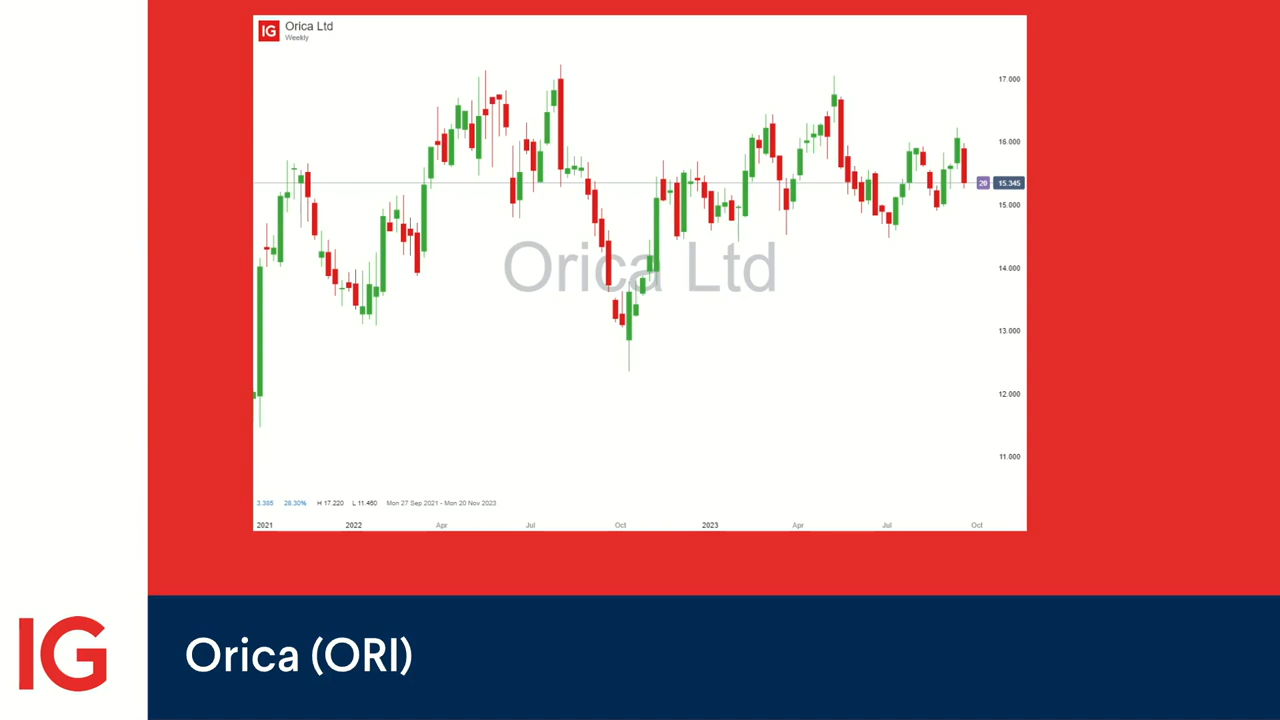 IG
Orica Ltd
Weekly
17.000
16.000
20 15.345
15.000
Orica Ltd
14.000
13.000
12.000
11.000
3.395 28.30% H 17.220 L 11.460 Mon 27 Sep 2021 - Mon 20 Nov 2023
2021 2022 Apr Jul Oct 2023 Apr Jul Oct
IG
Orica (ORI)